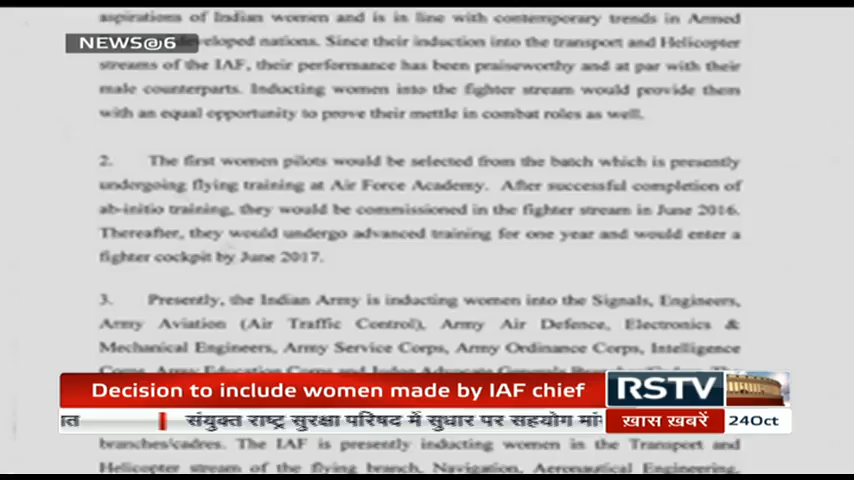 aspirations of Indian women and is in line with contemporary trends in Armed
NEWS@6
developed nations. Since their induction into the transport and Helicopter
streams of the IAF, their performance has been praiseworthy and at par with their
male counterparts. Inducting women into the fighter stream would provide them
with an equal opportunity to prove their mettle in combat roles as well.
2. The first women pilots would be selected from the batch which is presently
undergoing flying training at Air Force Academy. After successful completion of
ab-initio training, they would be commissioned in the fighter stream in June 2016.
Thereafter, they would undergo advanced training for one year and would enter a
fighter cockpit by June 2017.
3. Presently, the Indian Army is inducting women into the Signals, Engineers,
Army Aviation (Air Traffic Control), Army Air Defence, Electronics &
Mechanical Engineers, Army Service Corps, Army Ordinance Corps, Intelligence
Decision to include women made by IAF chief
RSTV
संयुक्त राष्ट्र सुरक्षा परिषद में सुधार पर सहयोग
ख़ास ख़बरें
24Oct
branches/cadres. The IAF is presently inducting women in the Transport and
Helicopter stream of the flying branch, Navigation, Aeronautical Engineering,